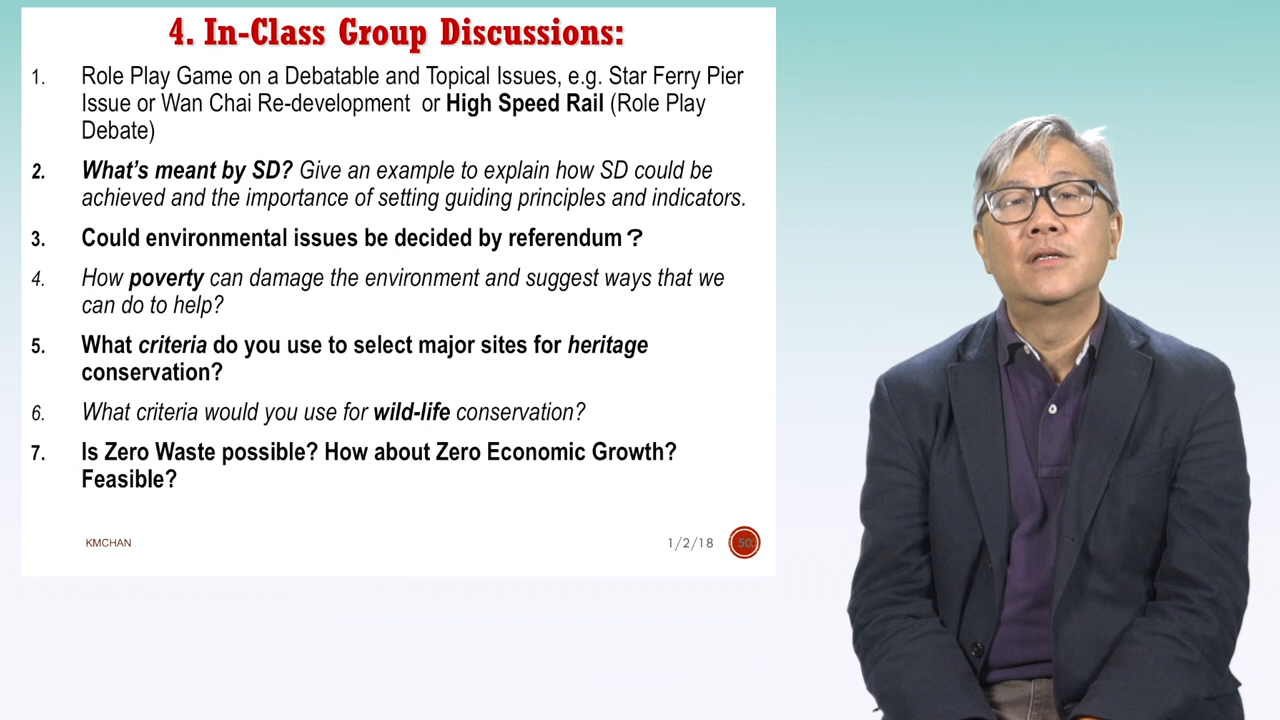 4. In-Class Group Discussions:
1. Role Play Game on a Debatable and Topical Issues, e.g. Star Ferry Pier
Issue or Wan Chai Re-development or High Speed Rail (Role Play
Debate)
2. What's meant by SD? Give an example to explain how SD could be
achieved and the importance of setting guiding principles and indicators.
3. Could environmental issues be decided by referendum？
4. How poverty can damage the environment and suggest ways that we
can do to help?
5. What criteria do you use to select major sites for heritage
conservation?
6. What criteria would you use for wild-life conservation?
7. Is Zero Waste possible? How about Zero Economic Growth?
Feasible?
KMCHAN 1/2/18 50